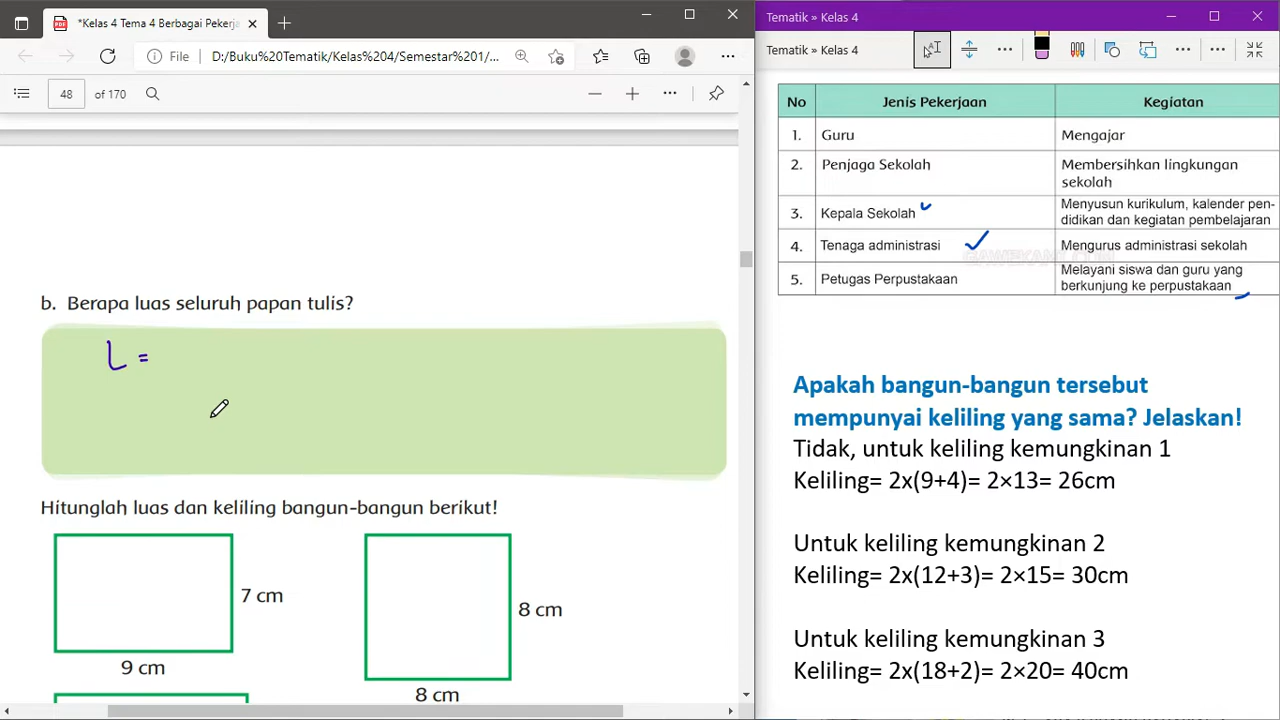 *Kelas 4 Tema 4 Berbagai Pekerja
File
D:/Buku%20Tematik/Kelas%204/Semestar%201/...
48 of 170
b. Berapa luas seluruh papan tulis?
L =
Hitunglah luas dan keliling bangun-bangun berikut!
7 cm
9 cm
8 cm
8 cm
Tematik » Kelas 4
Tematik » Kelas 4
No Jenis Pekerjaan Kegiatan
1. Guru Mengajar
2. Penjaga Sekolah Membersihkan lingkungan
sekolah
3. Kepala Sekolah Menyusun kurikulum, kalender pen-
didikan dan kegiatan pembelajaran
4. Tenaga administrasi Mengurus administrasi sekolah
5. Petugas Perpustakaan Melayani siswa dan guru yang
berkunjung ke perpustakaan
Apakah bangun-bangun tersebut
mempunyai keliling yang sama? Jelaskan!
Tidak, untuk keliling kemungkinan 1
Keliling= 2x(9+4)= 2×13= 26cm
Untuk keliling kemungkinan 2
Keliling= 2x(12+3)= 2×15= 30cm
Untuk keliling kemungkinan 3
Keliling= 2x(18+2)= 2×20= 40cm